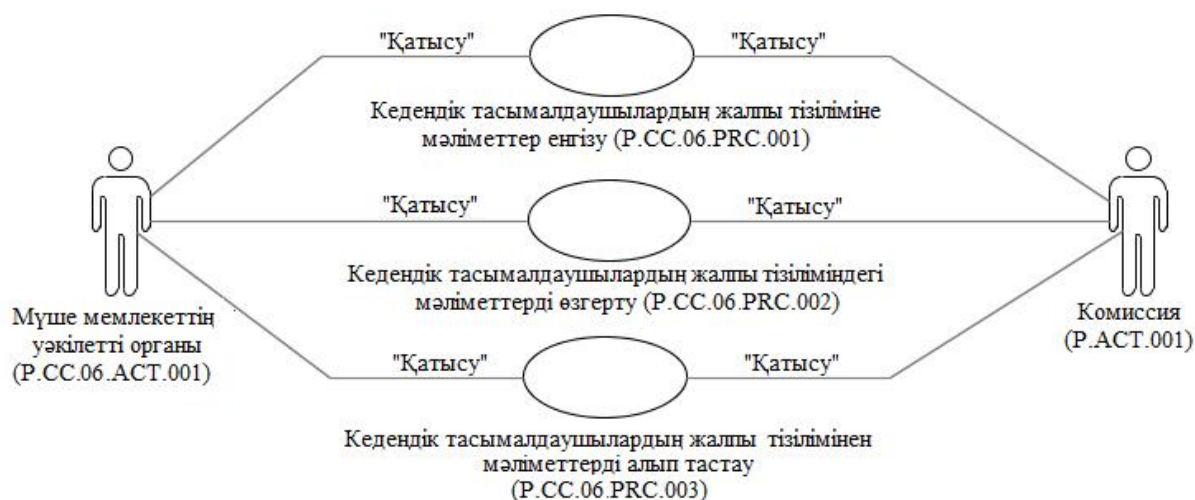 "Қатысу" "Қатысу"
Кедендік тасымалдаушылардың жалпы тізіліміне
мәліметтер енгізу (P.CC.06.PRC.001)
"Қатысу" "Қатысу"
Кедендік тасымалдаушылардың жалпы тізіліміндегі
мәліметтерді өзгерту (P.CC.06.PRC.002)
Мүше мемлекеттің
уәкілетті органы
(P.CC.06.ACT.001)
Комиссия
(P.ACT.001)
"Қатысу" "Қатысу"
Кедендік тасымалдаушылардың жалпы тізілімінен
мәліметтерді алып тастау
(P.CC.06.PRC.003)